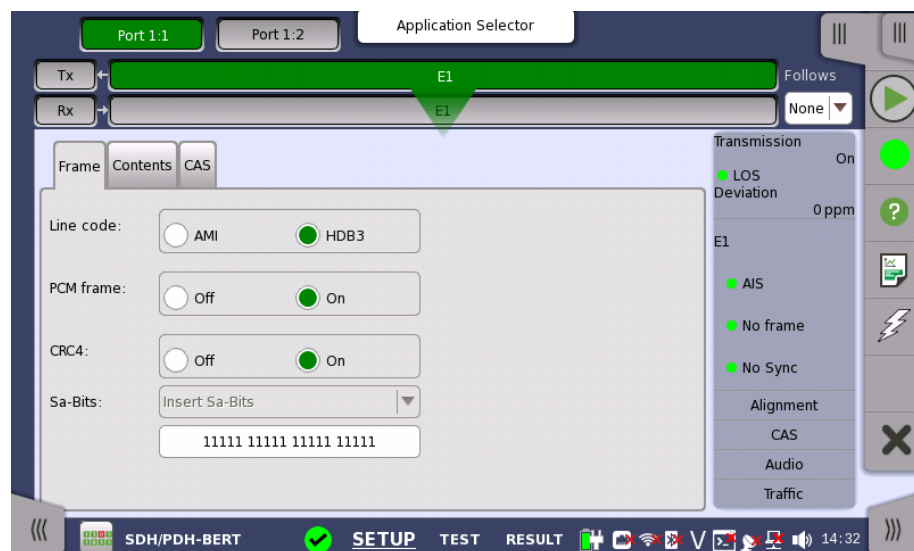 Application Selector
Port 1:1 Port 1:2
Tx E1 Follows
Rx E1 None
Frame Contents CAS
Transmission
On
LOS
Deviation
0 ppm
Line code: AMI HDB3
E1
PCM frame: Off On
AIS
No frame
CRC4: Off On
No Sync
Sa-Bits: Insert Sa-Bits
Alignment
11111 11111 11111 11111
CAS
Audio
Traffic
SDH/PDH-BERT SETUP TEST RESULT 14:32